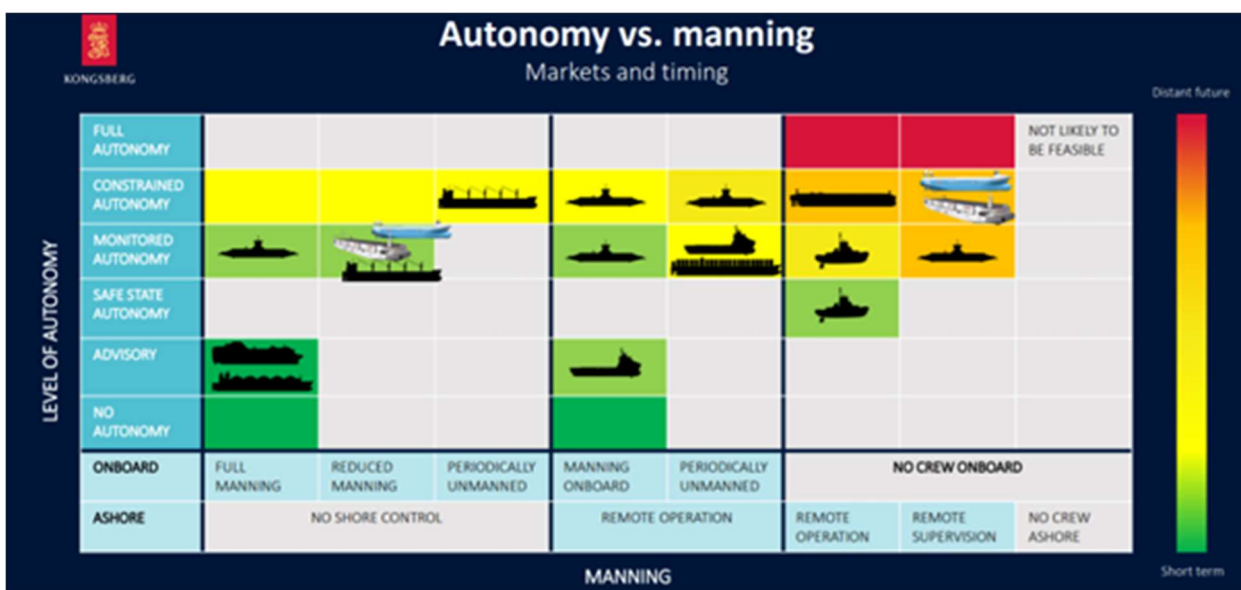 Autonomy vs. manning
Markets and timing
KONGSBERG
Distant future
FULL
AUTONOMY
NOT LIKELY TO
BE FEASIBLE
CONSTRAINED
AUTONOMY
MONITORED
AUTONOMY
SAFE STATE
AUTONOMY
ADVISORY
NO
AUTONOMY
LEVEL OF AUTONOMY
ONBOARD
FULL
MANNING
REDUCED
MANNING
PERIODICALLY
UNMANNED
MANNING
ONBOARD
PERIODICALLY
UNMANNED
NO CREW ONBOARD
ASHORE
NO SHORE CONTROL
REMOTE OPERATION
REMOTE
OPERATION
REMOTE
SUPERVISION
NO CREW
ASHORE
MANNING
Short term